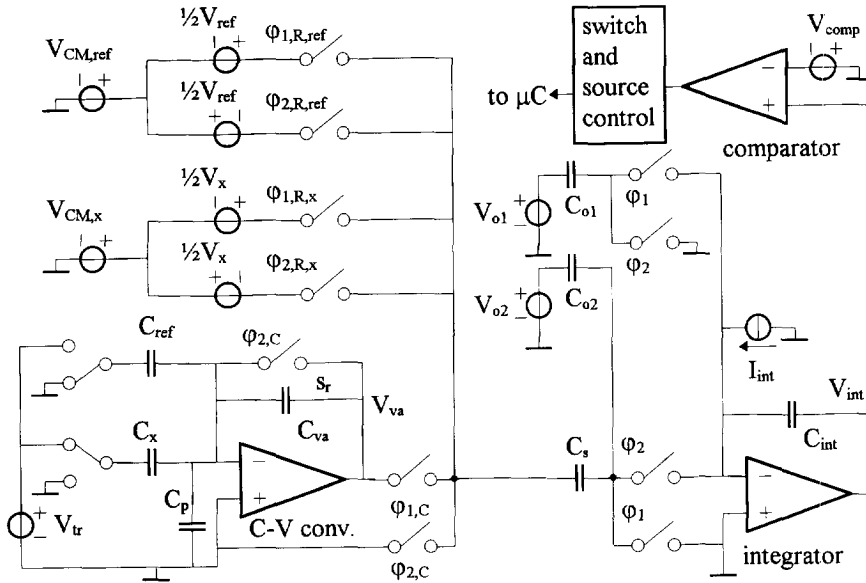 ½V_ref
φ_1,R,ref
V_CM,ref
½V_ref
φ_2,R,ref
½V_x
φ_1,R,x
V_CM,x
½V_x
φ_2,R,x
switch
and
source
control
to μC
V_comp
comparator
C_o1
φ_1
V_o1
φ_2
C_o2
V_o2
I_int
C_ref
φ_2,C
s_r
V_va
C_va
C_x
C_p
V_tr
C-V conv.
φ_1,C
φ_2,C
C_s
φ_2
φ_1
V_int
C_int
integrator